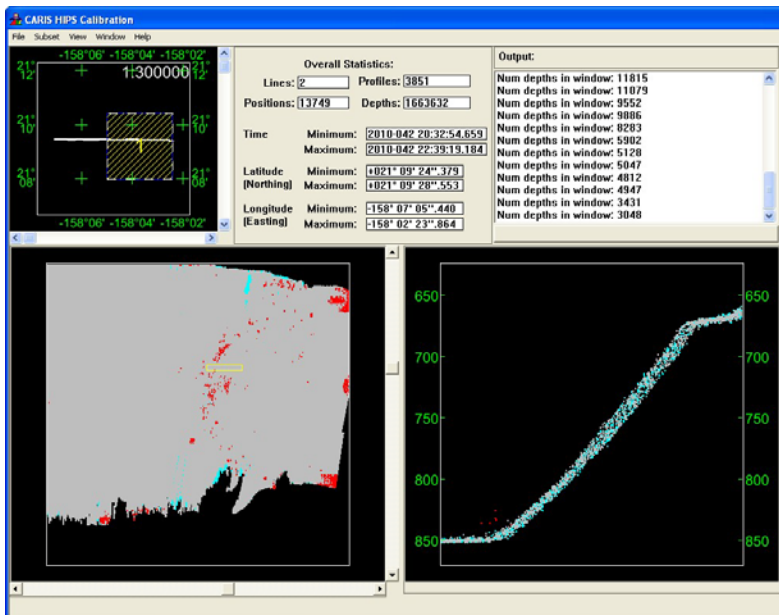 CARIS HIPS Calibration
File Subset View Window Help
-158° 06' -158° 04' -158° 02'
21° 12' 1:300000 21° 12'
21° 10' 21° 10'
21° 08' 21° 08'
-158° 06' -158° 04' -158° 02'
Overall Statistics:
Lines: 2 Profiles: 3851
Positions: 13749 Depths: 1663632
Time Minimum: 2010-042 20:32:54.659
Maximum: 2010-042 22:39:19.184
Latitude Minimum: +021° 09' 24".379
(Northing) Maximum: +021° 09' 28".553
Longitude Minimum: -158° 07' 05".440
(Easting) Maximum: -158° 02' 23".864
Output:
Num depths in window: 11815
Num depths in window: 11079
Num depths in window: 9552
Num depths in window: 9886
Num depths in window: 8283
Num depths in window: 5902
Num depths in window: 5128
Num depths in window: 5047
Num depths in window: 4812
Num depths in window: 4947
Num depths in window: 3431
Num depths in window: 3048
650 650
700 700
750 750
800 800
850 850